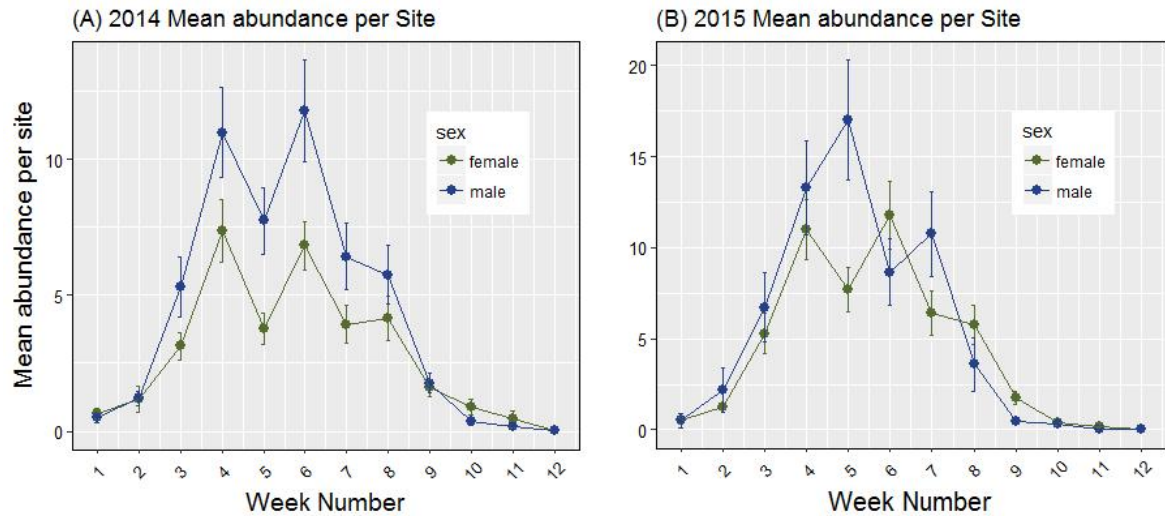 (A) 2014 Mean abundance per Site
Mean abundance per site
10
5
0
sex
female
male
1 2 3 4 5 6 7 8 9 10 11 12
Week Number
(B) 2015 Mean abundance per Site
20
15
10
5
0
sex
female
male
1 2 3 4 5 6 7 8 9 10 11 12
Week Number